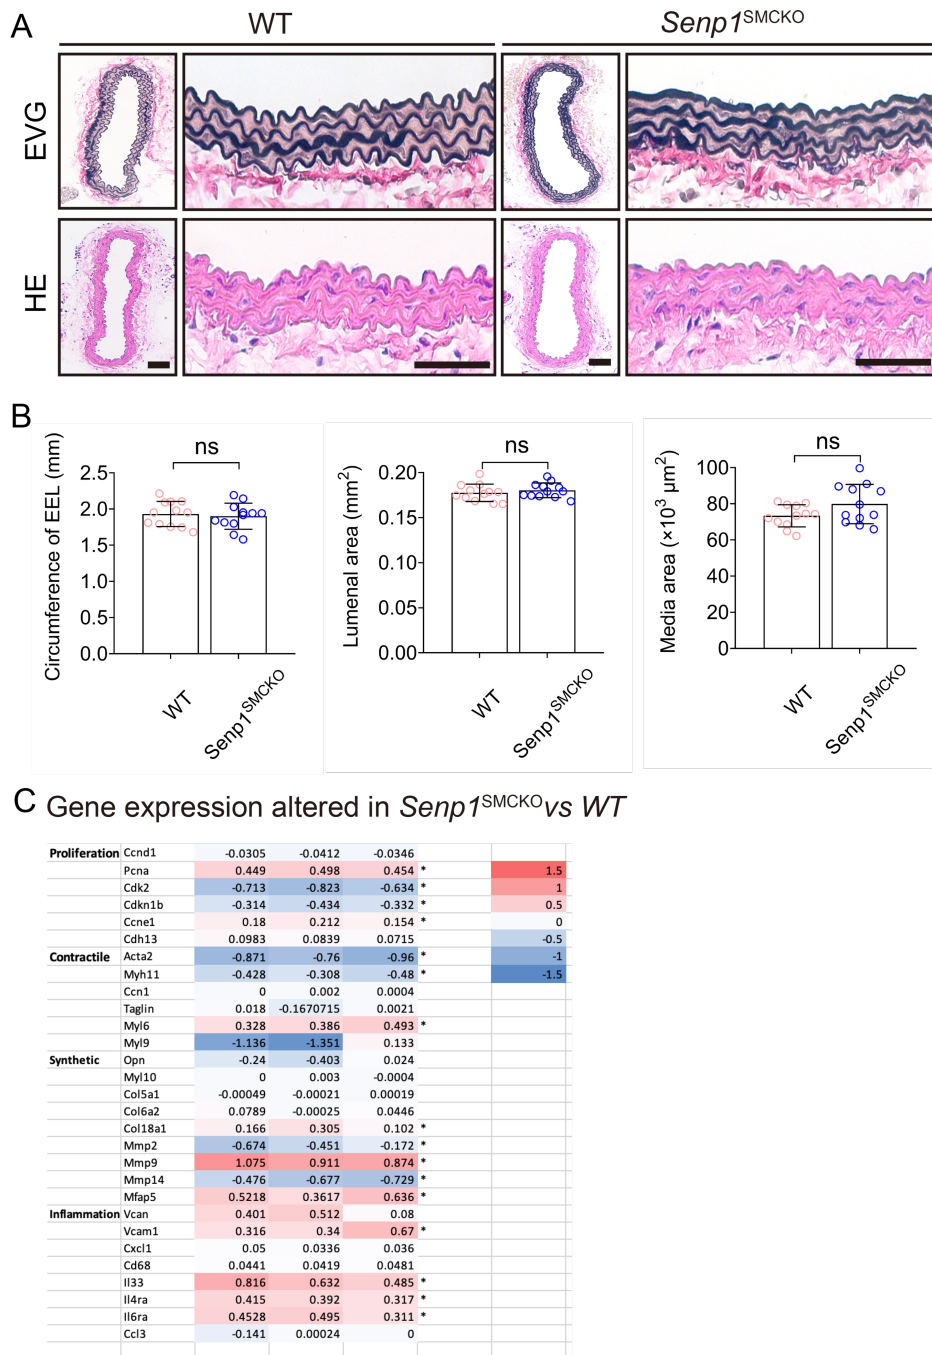 A
WT
Senp1SMCKO
EVG
HE
B
Circumference of EEL (mm)
2.5
2.0
1.5
1.0
0.5
0.0
ns
WT
Senp1SMCKO
Lumenal area (mm2)
0.20
0.15
0.10
0.05
0.00
ns
WT
Senp1SMCKO
Media area (×10³ µm²)
100
80
60
40
20
0
ns
WT
Senp1SMCKO
C Gene expression altered in Senp1SMCKO vs WT
Proliferation Ccnd1 -0.0305 -0.0412 -0.0346
Pcna 0.449 0.498 0.454 * 1.5
Cdk2 -0.713 -0.823 -0.634 * 1
Cdkn1b -0.314 -0.434 -0.332 * 0.5
Ccne1 0.18 0.212 0.154 * 0
Cdh13 0.0983 0.0839 0.0715 -0.5
Contractile Acta2 -0.871 -0.76 -0.96 * -1
Myh11 -0.428 -0.308 -0.48 * -1.5
Ccn1 0 0.002 0.0004
Taglin 0.018 -0.1670715 0.0021
Myl6 0.328 0.386 0.493 *
Myl9 -1.136 -1.351 0.133
Synthetic Opn -0.24 -0.403 0.024
Myl10 0 0.003 -0.0004
Col5a1 -0.00049 -0.00021 0.00019
Col6a2 0.0789 -0.00025 0.0446
Col18a1 0.166 0.305 0.102 *
Mmp2 -0.674 -0.451 -0.172 *
Mmp9 1.075 0.911 0.874 *
Mmp14 -0.476 -0.677 -0.729 *
Mfap5 0.5218 0.3617 0.636 *
Inflammation Vcan 0.401 0.512 0.08
Vcam1 0.316 0.34 0.67 *
Cxcl1 0.05 0.0336 0.036
Cd68 0.0441 0.0419 0.0481
Il33 0.816 0.632 0.485 *
Il4ra 0.415 0.392 0.317 *
Il6ra 0.4528 0.495 0.311 *
Ccl3 -0.141 0.00024 0